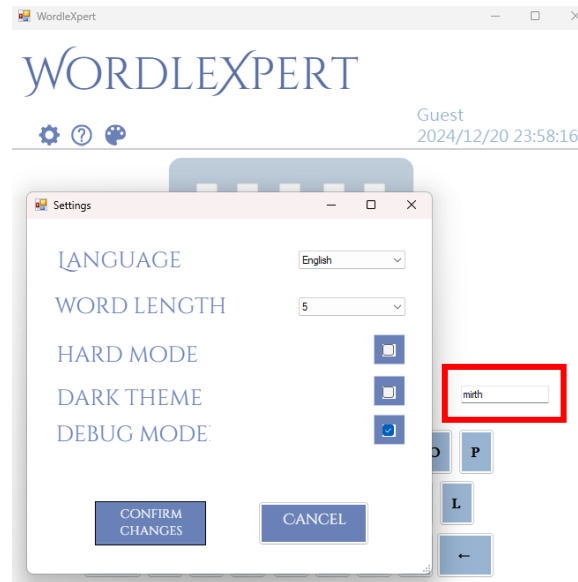 WordleXpert
WORDLEXPERT
Guest
2024/12/20 23:58:16
Settings
LANGUAGE
English
WORD LENGTH
5
HARD MODE
DARK THEME
mirth
DEBUG MODE
O P
L
CONFIRM
CHANGES
CANCEL
←